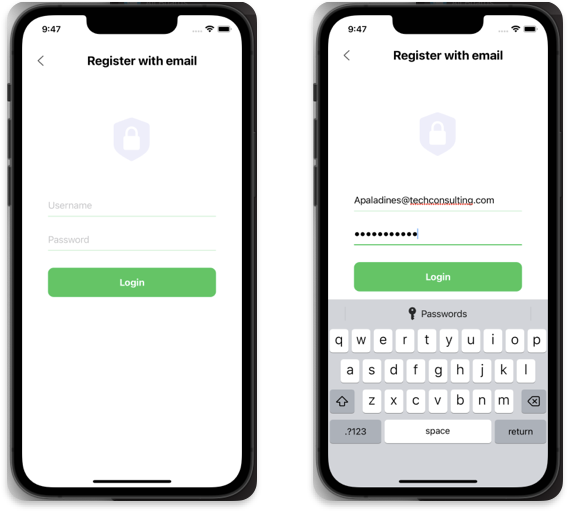 9:47
Register with email
Username
Password
Login
9:47
Register with email
Apaladines@techconsulting.com
•••••••••••
Login
Passwords
q w e r t y u i o p
a s d f g h j k l
z x c v b n m
.?123 space return